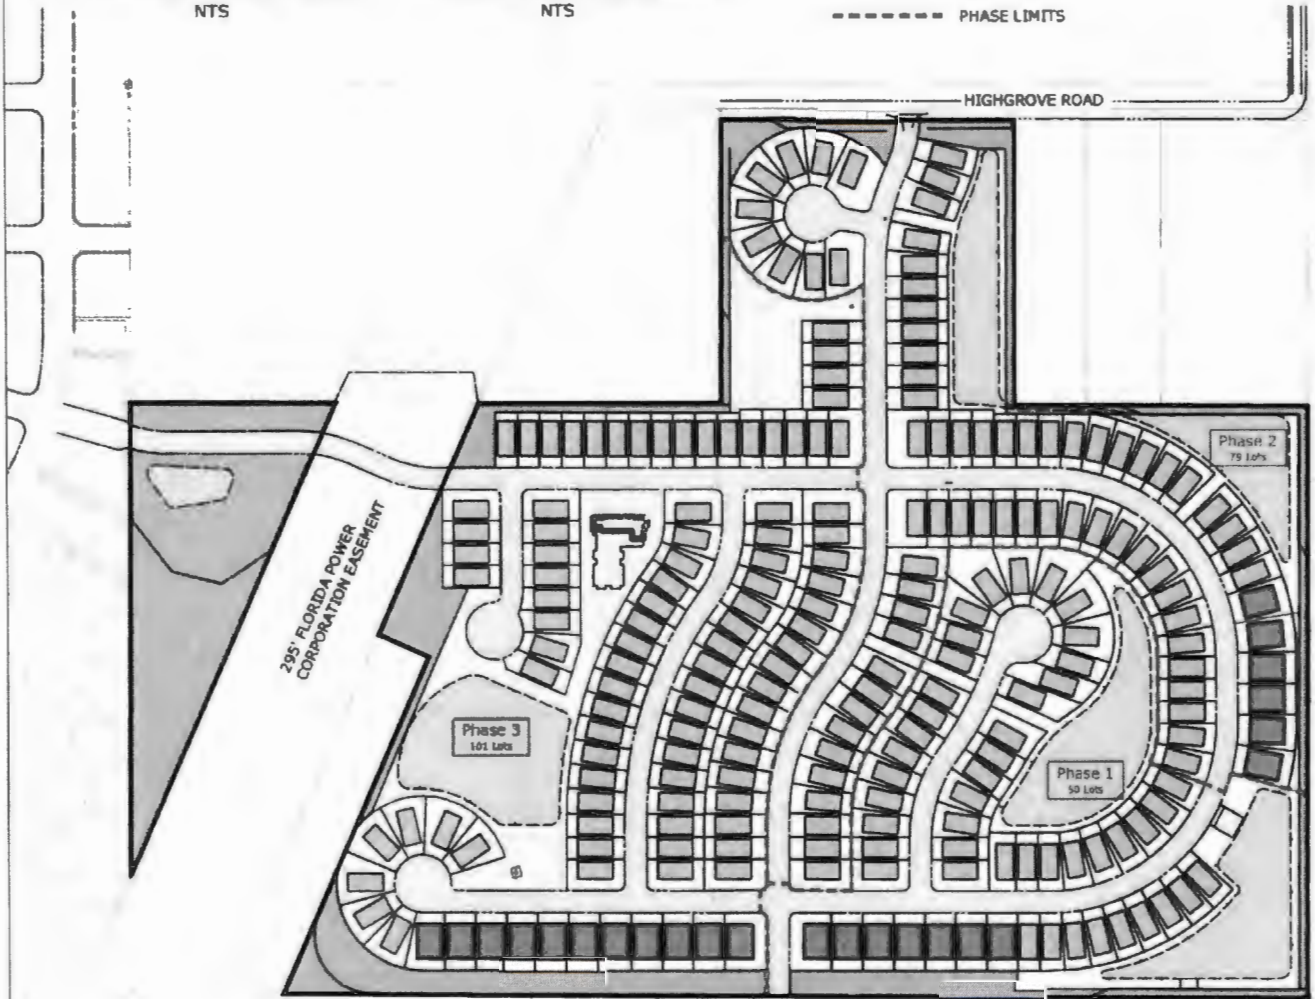 NTS
NTS
PHASE LIMITS
HIGHGROVE ROAD
Phase 2
79 Lots
295' FLORIDA POWER
CORPORATION EASEMENT
Phase 3
101 Lots
Phase 1
50 Lots